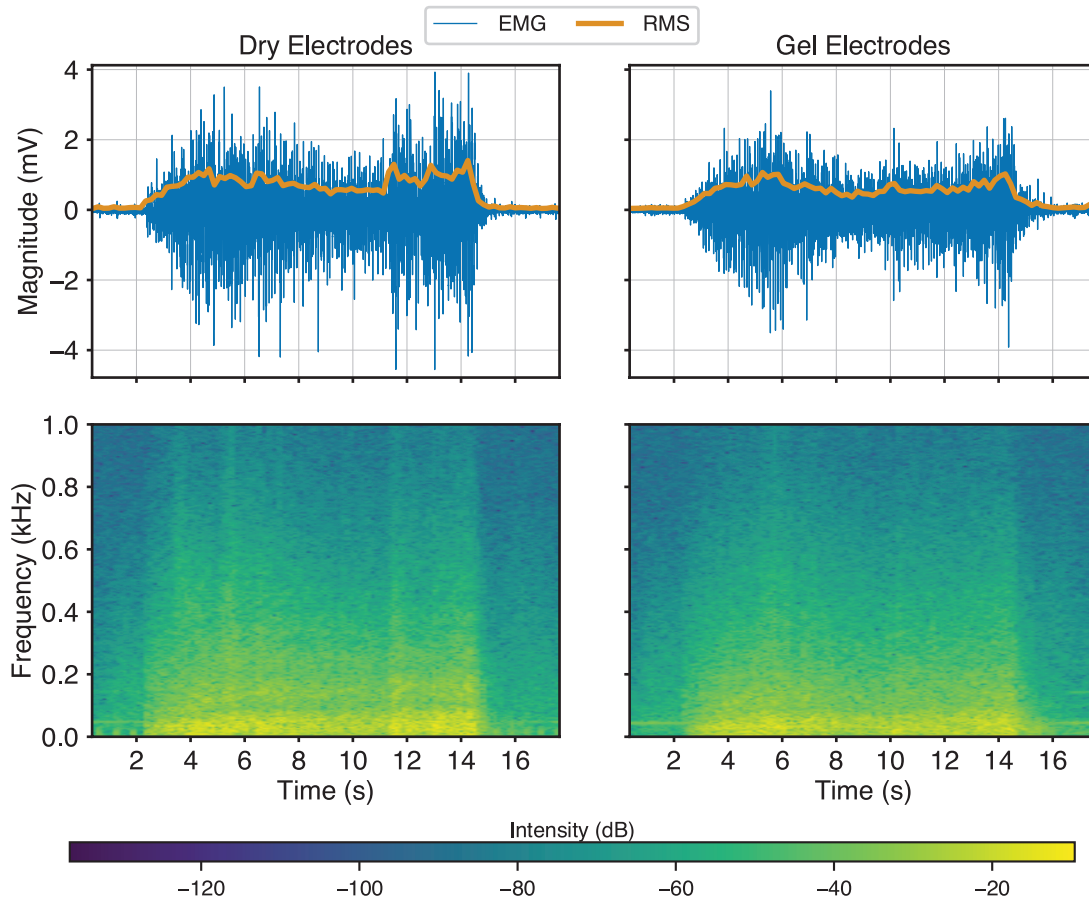 EMG RMS
Dry Electrodes Gel Electrodes
4
2
0
−2
−4
Magnitude (mV)
1.0
0.8
0.6
0.4
0.2
0.0
Frequency (kHz)
2 4 6 8 10 12 14 16 2 4 6 8 10 12 14 16
Time (s) Time (s)
Intensity (dB)
−120 −100 −80 −60 −40 −20